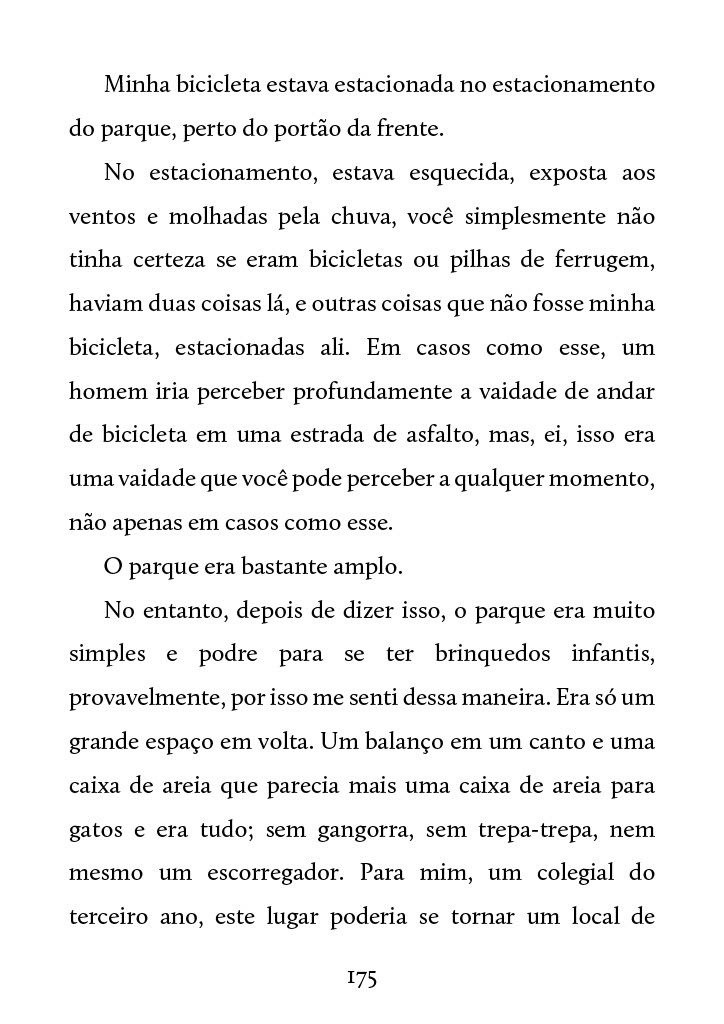 Minha bicicleta estava estacionada no estacionamento
do parque, perto do portão da frente.
No estacionamento, estava esquecida, exposta aos
ventos e molhadas pela chuva, você simplesmente não
tinha certeza se eram bicicletas ou pilhas de ferrugem,
haviam duas coisas lá, e outras coisas que não fosse minha
bicicleta, estacionadas ali. Em casos como esse, um
homem iria perceber profundamente a vaidade de andar
de bicicleta em uma estrada de asfalto, mas, ei, isso era
uma vaidade que você pode perceber a qualquer momento,
não apenas em casos como esse.
O parque era bastante amplo.
No entanto, depois de dizer isso, o parque era muito
simples e podre para se ter brinquedos infantis,
provavelmente, por isso me senti dessa maneira. Era só um
grande espaço em volta. Um balanço em um canto e uma
caixa de areia que parecia mais uma caixa de areia para
gatos e era tudo; sem gangorra, sem trepa-trepa, nem
mesmo um escorregador. Para mim, um colegial do
terceiro ano, este lugar poderia se tornar um local de
175